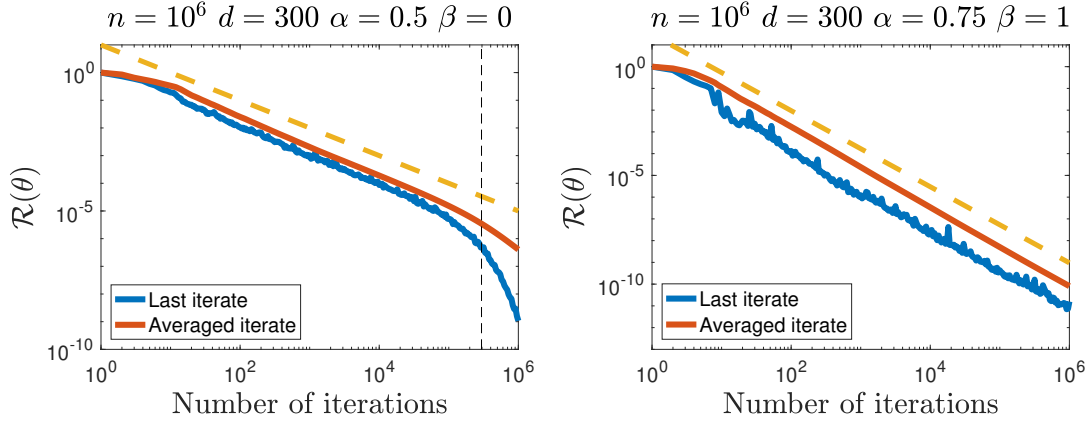 n = 10^6 d = 300 α = 0.5 β = 0
10^0
10^-5
10^-10
R(θ)
Last iterate
Averaged iterate
10^0 10^2 10^4 10^6
Number of iterations
n = 10^6 d = 300 α = 0.75 β = 1
10^0
10^-5
10^-10
R(θ)
Last iterate
Averaged iterate
10^0 10^2 10^4 10^6
Number of iterations